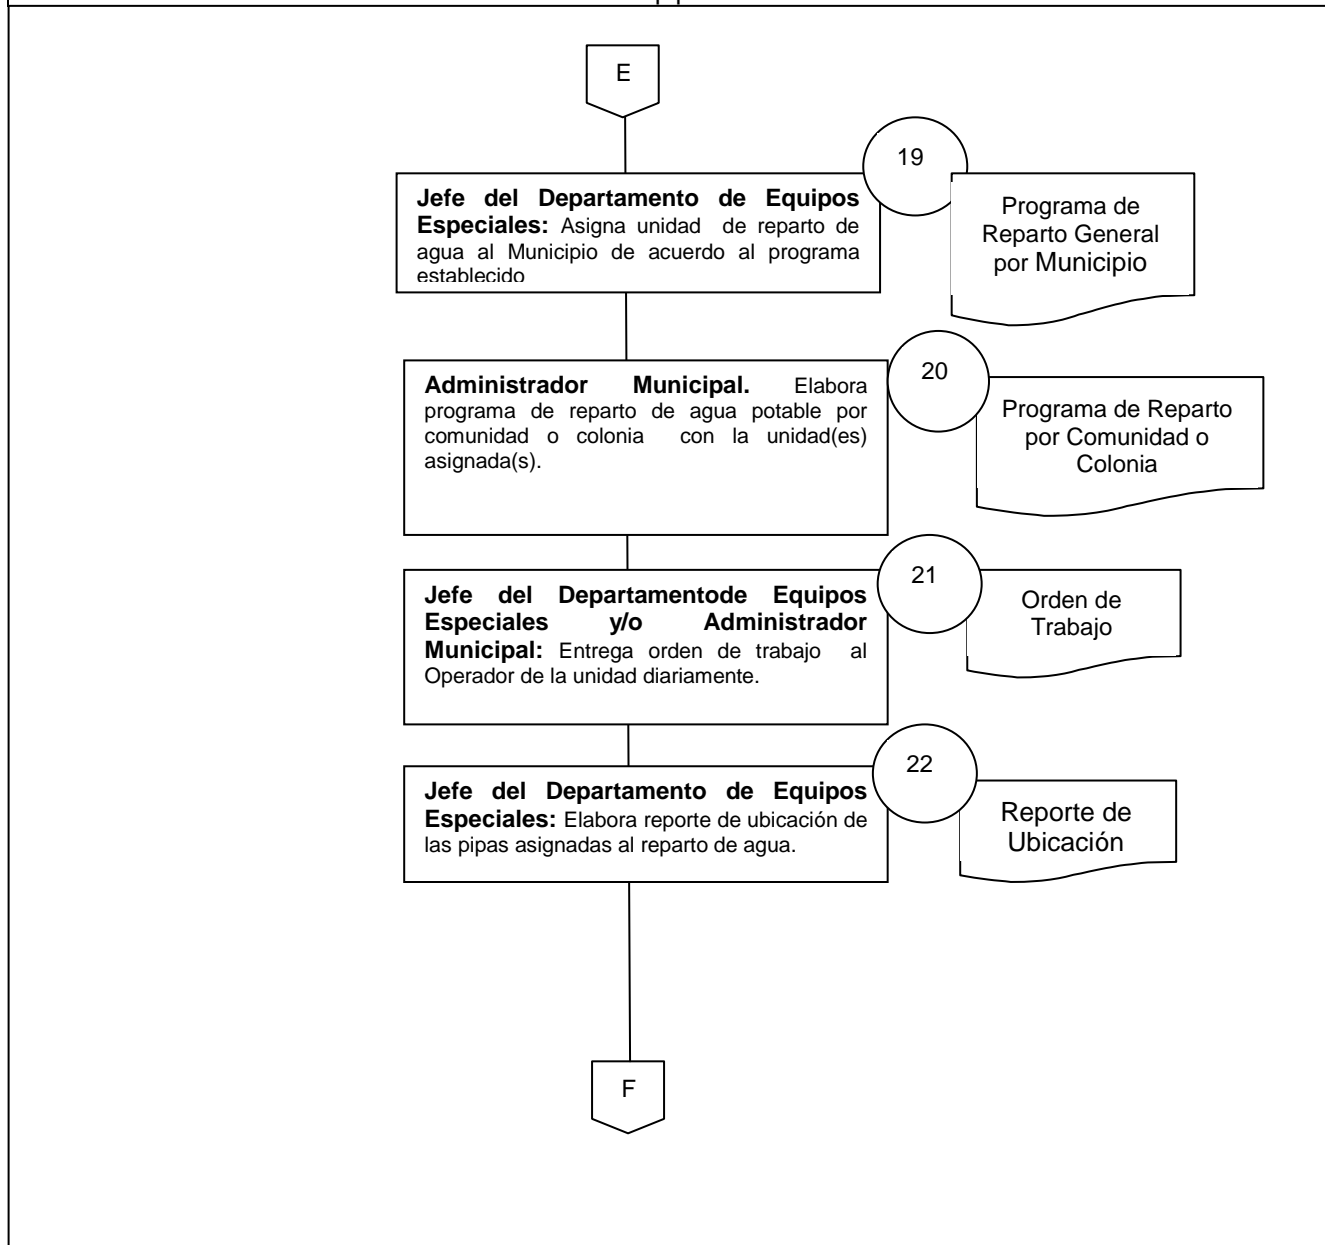 E
19
Jefe del Departamento de Equipos
Especiales: Asigna unidad de reparto de
agua al Municipio de acuerdo al programa
establecido
Programa de
Reparto General
por Municipio
20
Administrador Municipal. Elabora
programa de reparto de agua potable por
comunidad o colonia con la unidad(es)
asignada(s).
Programa de Reparto
por Comunidad o
Colonia
21
Jefe del Departamentode Equipos
Especiales y/o Administrador
Municipal: Entrega orden de trabajo al
Operador de la unidad diariamente.
Orden de
Trabajo
22
Jefe del Departamento de Equipos
Especiales: Elabora reporte de ubicación de
las pipas asignadas al reparto de agua.
Reporte de
Ubicación
F